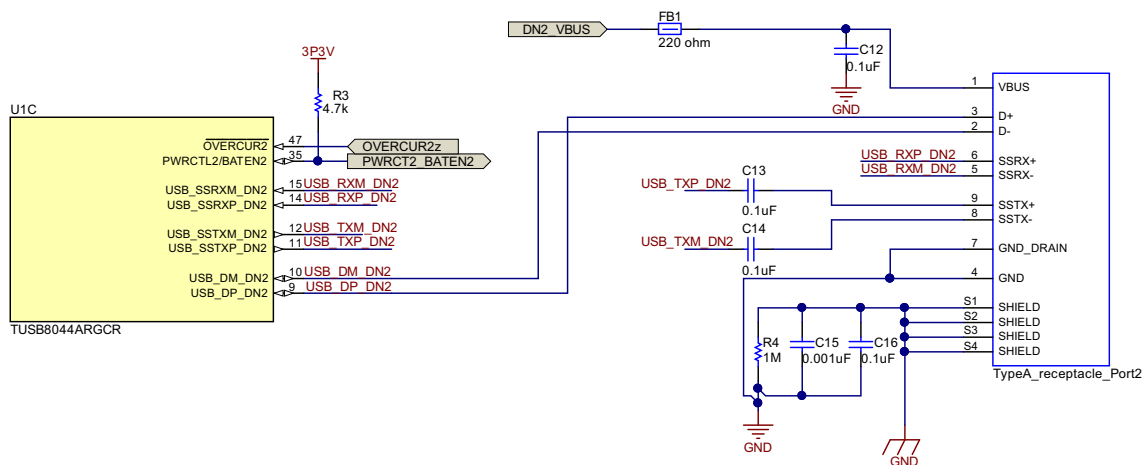 FB1
DN2_VBUS
220 ohm
C12
0.1uF
GND
3P3V
R3
4.7k
U1C
OVERCUR2
47
OVERCUR2z
PWRCTL2/BATEN2
35
PWRCT2_BATEN2
USB_SSRXM_DN2
15
USB_RXM_DN2
USB_SSRXP_DN2
14
USB_RXP_DN2
USB_SSTXM_DN2
12
USB_TXM_DN2
USB_SSTXP_DN2
11
USB_TXP_DN2
USB_DM_DN2
10
USB_DM_DN2
USB_DP_DN2
9
USB_DP_DN2
TUSB8044ARGCR
USB_TXP_DN2
C13
0.1uF
USB_TXM_DN2
C14
0.1uF
1
VBUS
3
D+
2
D-
USB_RXP_DN2
6
SSRX+
USB_RXM_DN2
5
SSRX-
9
SSTX+
8
SSTX-
7
GND_DRAIN
4
GND
S1
SHIELD
S2
SHIELD
S3
SHIELD
S4
SHIELD
TypeA_receptacle_Port2
R4
1M
C15
0.001uF
C16
0.1uF
GND
GND